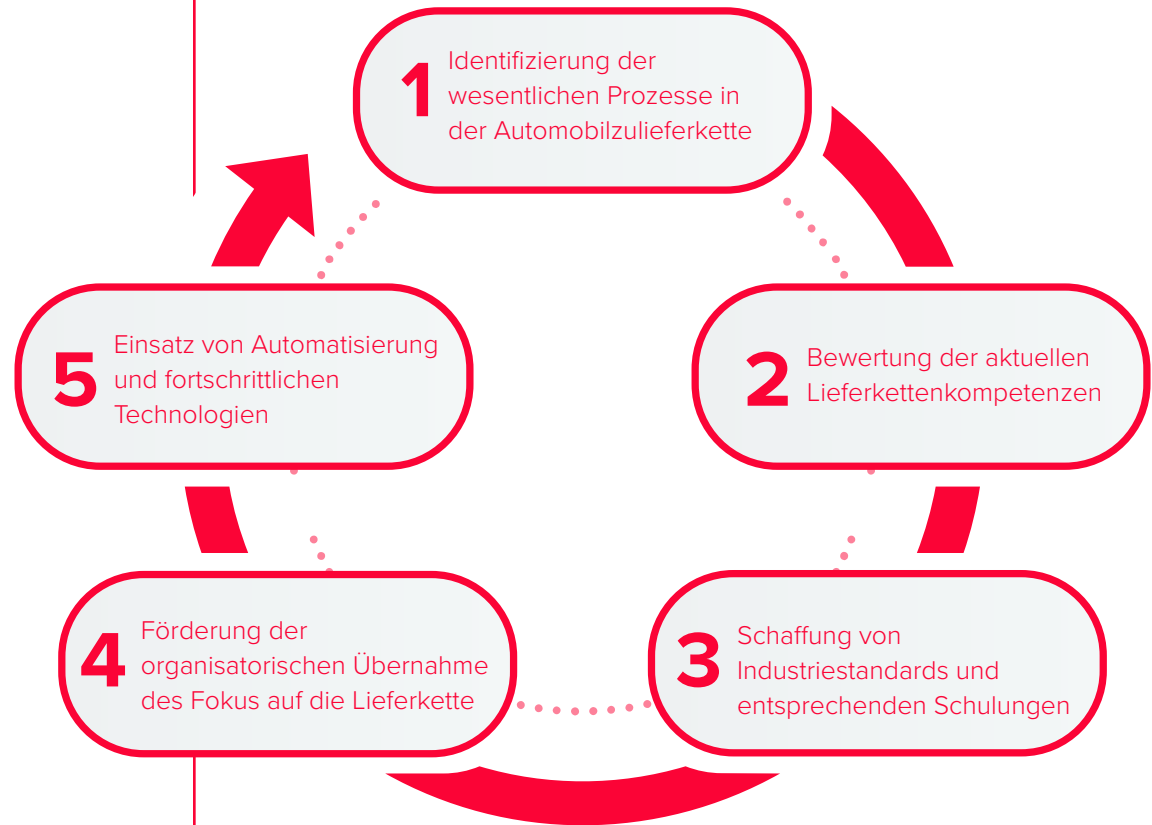 1
Identifizierung der
wesentlichen Prozesse in
der Automobilzulieferkette
2
Bewertung der aktuellen
Lieferkettenkompetenzen
3
Schaffung von
Industriestandards und
entsprechenden Schulungen
4
Förderung der
organisatorischen Übernahme
des Fokus auf die Lieferkette
5
Einsatz von Automatisierung
und fortschrittlichen
Technologien